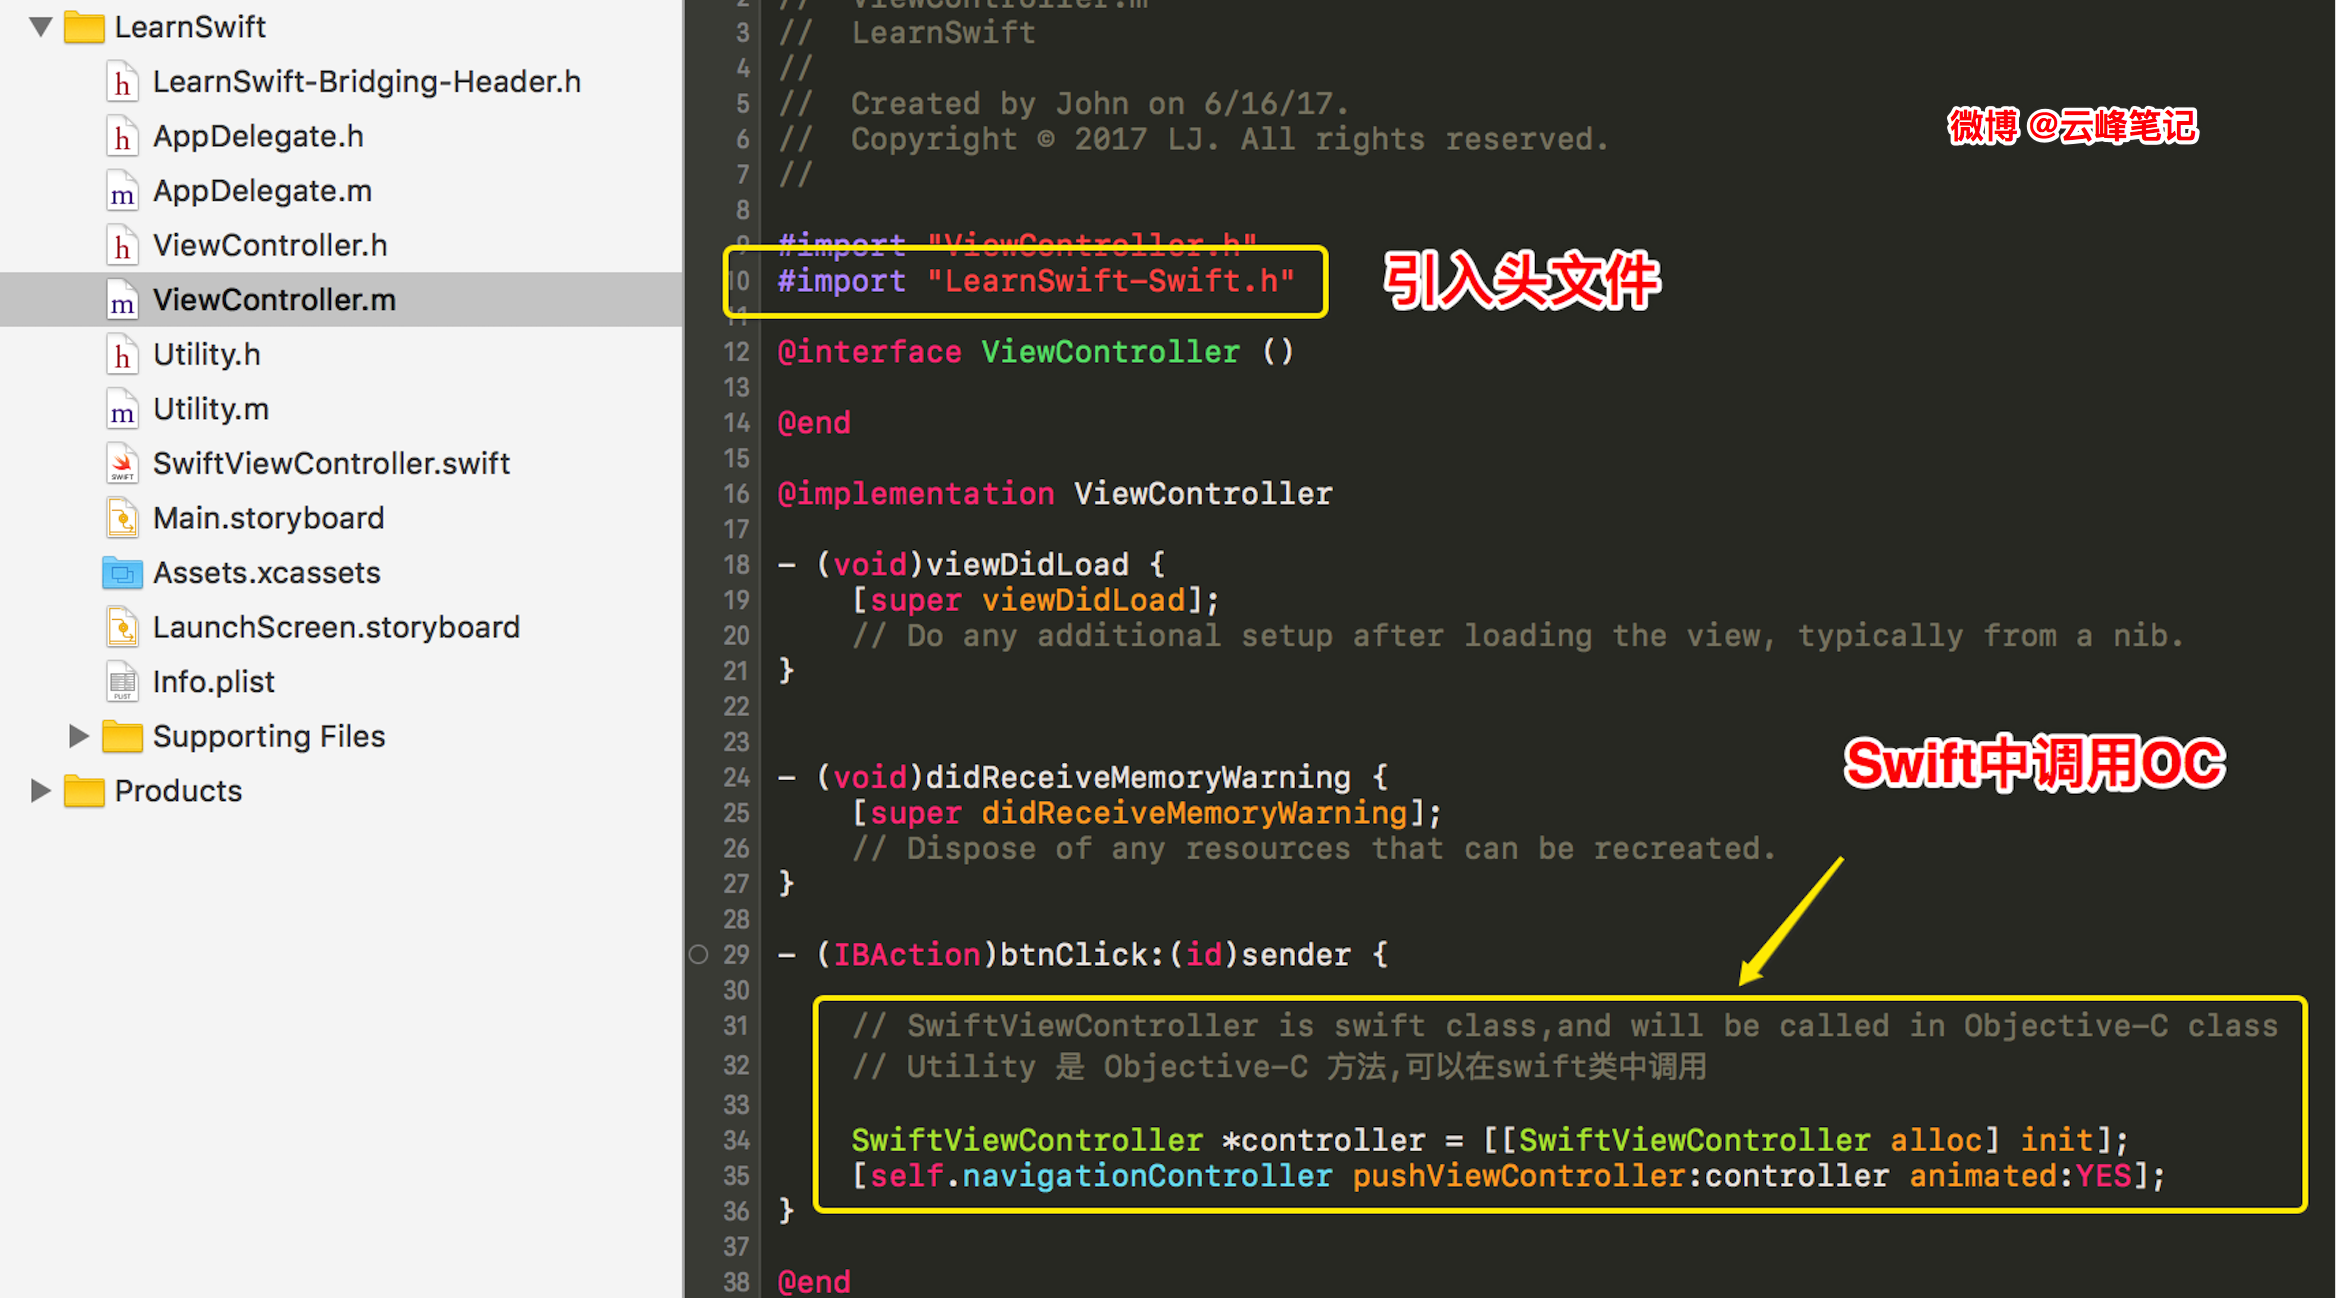 LearnSwift
LearnSwift-Bridging-Header.h
AppDelegate.h
AppDelegate.m
ViewController.h
ViewController.m
Utility.h
Utility.m
SwiftViewController.swift
Main.storyboard
Assets.xcassets
LaunchScreen.storyboard
Info.plist
Supporting Files
Products
2 // ViewController.m
3 // LearnSwift
4 //
5 // Created by John on 6/16/17.
6 // Copyright © 2017 LJ. All rights reserved.
7 //
8
9 #import "ViewController.h"
10 #import "LearnSwift-Swift.h"
11
12 @interface ViewController ()
13
14 @end
15
16 @implementation ViewController
17
18 - (void)viewDidLoad {
19 [super viewDidLoad];
20 // Do any additional setup after loading the view, typically from a nib.
21 }
22
23
24 - (void)didReceiveMemoryWarning {
25 [super didReceiveMemoryWarning];
26 // Dispose of any resources that can be recreated.
27 }
28
29 - (IBAction)btnClick:(id)sender {
30
31 // SwiftViewController is swift class,and will be called in Objective-C class
32 // Utility 是 Objective-C 方法,可以在swift类中调用
33
34 SwiftViewController *controller = [[SwiftViewController alloc] init];
35 [self.navigationController pushViewController:controller animated:YES];
36 }
37
38 @end
微博 @云峰笔记
引入头文件
Swift中调用OC